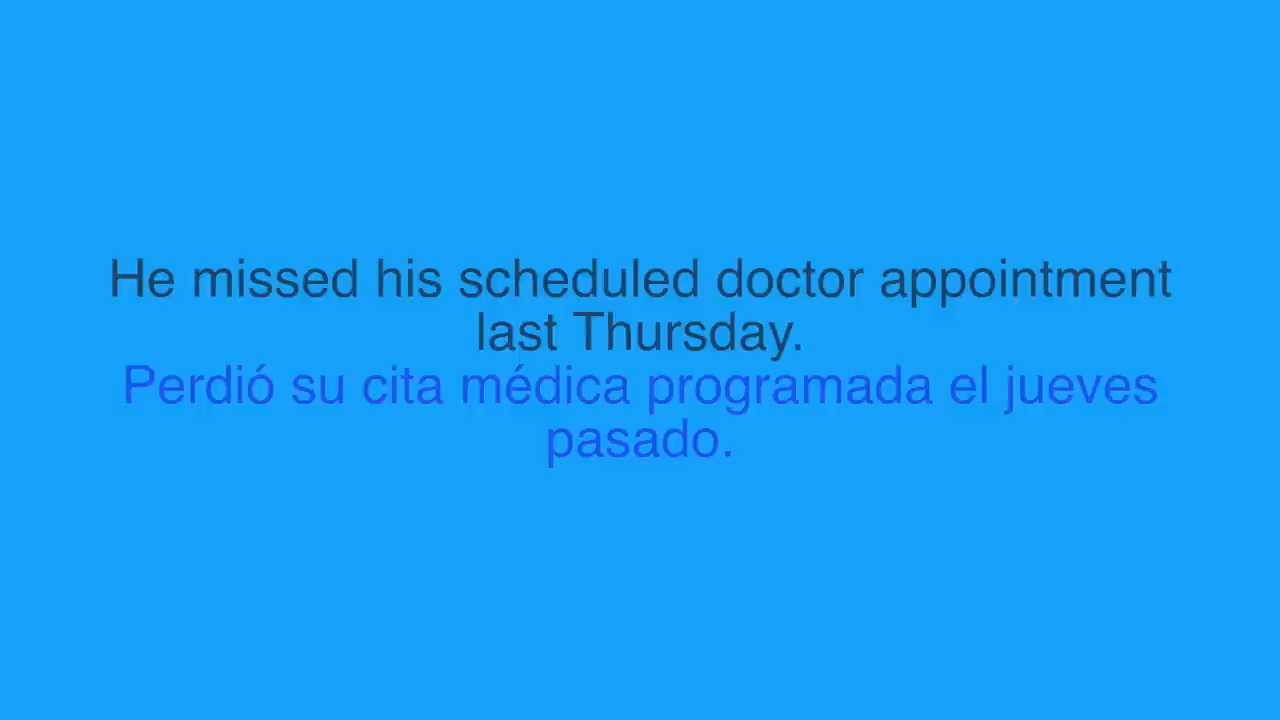 He missed his scheduled doctor appointment
last Thursday.
Perdió su cita médica programada el jueves
pasado.